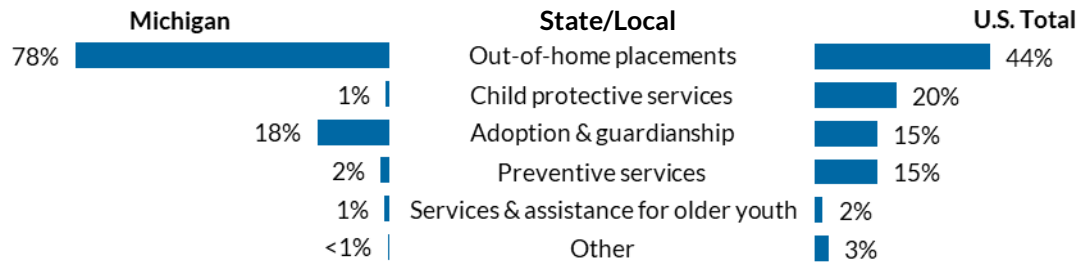 Michigan State/Local U.S. Total
78% Out-of-home placements 44%
1% Child protective services 20%
18% Adoption & guardianship 15%
2% Preventive services 15%
1% Services & assistance for older youth 2%
<1% Other 3%